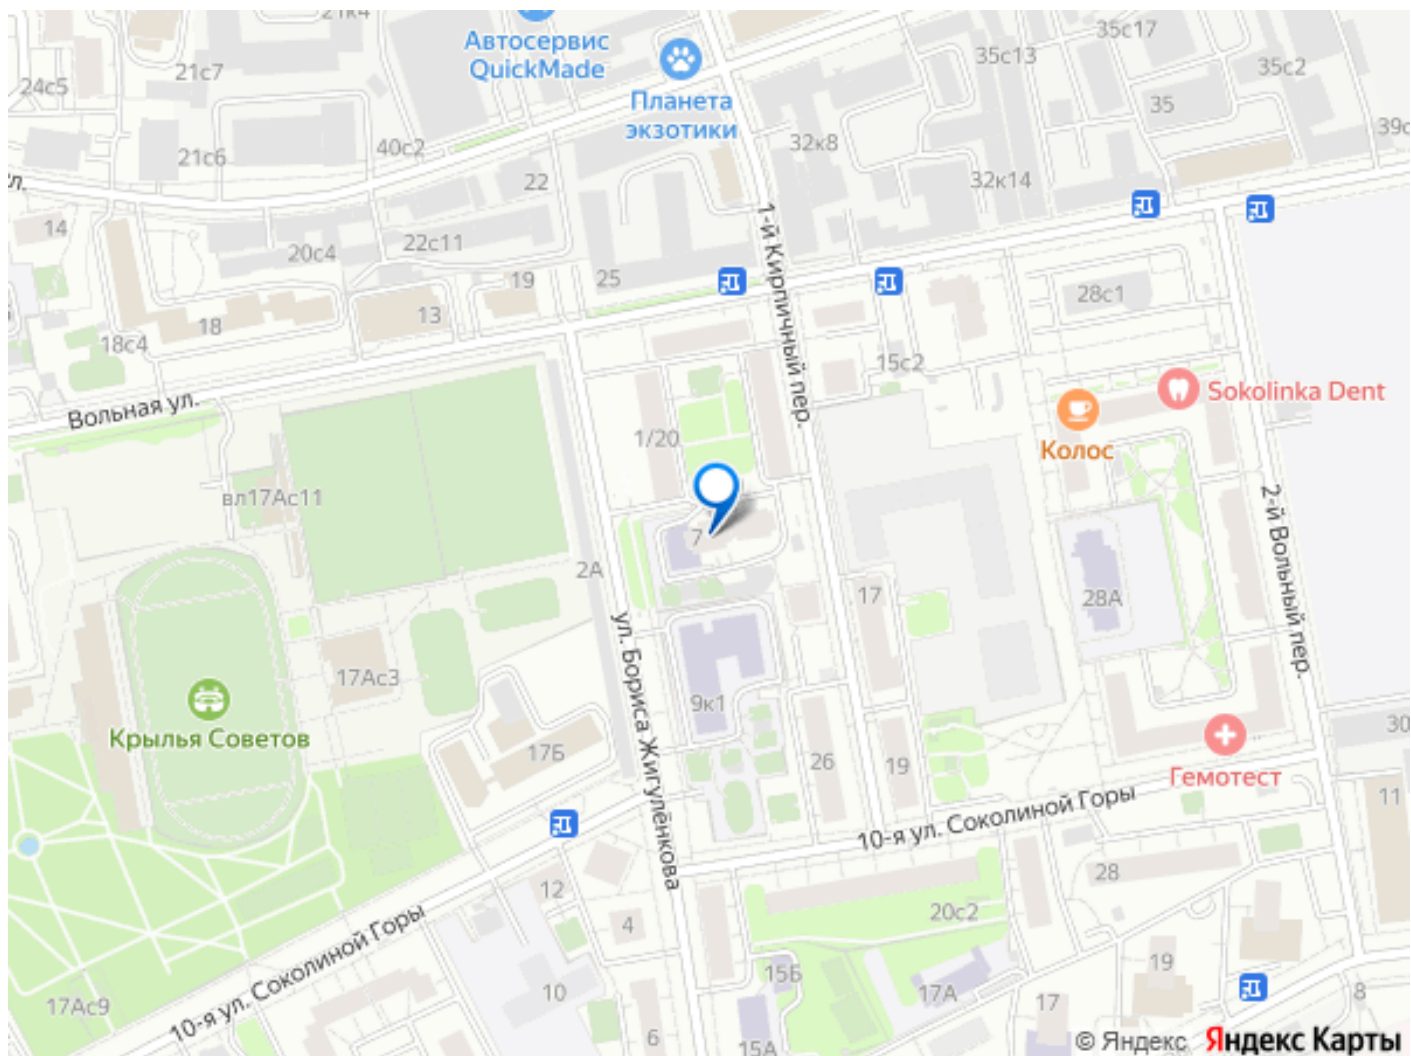 21к4
Автосервис
QuickMade
Планета
экзотики
35с17
35с13
35с2
35
39с
24с5
21с7
21с6
40с2
22
32к8
32к14
14
20с4
22с11
19
25
1-й Кирпичный пер.
28с1
18
13
18с4
15с2
Вольная ул.
1/20
Sokolinka Dent
Колос
вл17Ас11
7
2А
17
28А
2-й Вольный пер.
ул. Бориса Жигулёнкова
17Ас3
9к1
Крылья Советов
17Б
26
19
30
Гемотест
11
10-я ул. Соколиной Горы
12
28
4
20с2
10-я ул. Соколиной Горы
15Б
19
17Ас9
10
17А
17
8
6
15А
© Яндекс Яндекс Карты